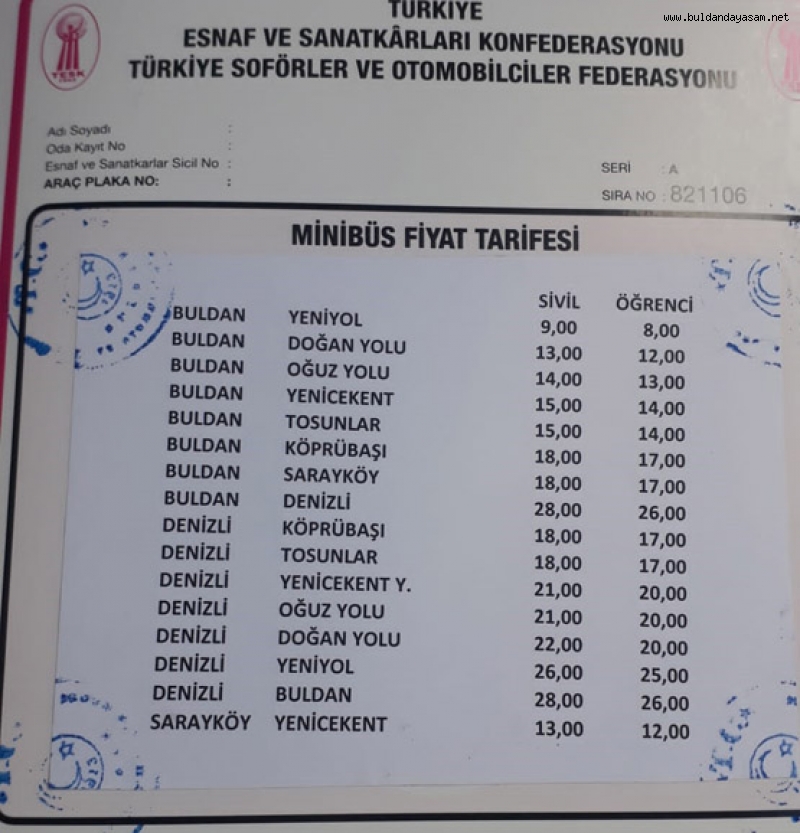 www.buldandayasam.net
TÜRKİYE
ESNAF VE SANATKÂRLARI KONFEDERASYONU
TÜRKİYE ŞOFÖRLER VE OTOMOBİLCİLER FEDERASYONU
TESK
Adı Soyadı :
Oda Kayıt No :
Esnaf ve Sanatkarlar Sicil No :
ARAÇ PLAKA NO: :
SERİ : A
SIRA NO : 821106
MİNİBÜS FİYAT TARİFESİ
SİVİL ÖĞRENCİ
BULDAN YENİYOL 9,00 8,00
BULDAN DOĞAN YOLU 13,00 12,00
BULDAN OĞUZ YOLU 14,00 13,00
BULDAN YENİCEKENT 15,00 14,00
BULDAN TOSUNLAR 15,00 14,00
BULDAN KÖPRÜBAŞI 18,00 17,00
BULDAN SARAYKÖY 18,00 17,00
BULDAN DENİZLİ 28,00 26,00
DENİZLİ KÖPRÜBAŞI 18,00 17,00
DENİZLİ TOSUNLAR 18,00 17,00
DENİZLİ YENİCEKENT Y. 21,00 20,00
DENİZLİ OĞUZ YOLU 21,00 20,00
DENİZLİ DOĞAN YOLU 22,00 20,00
DENİZLİ YENİYOL 26,00 25,00
DENİZLİ BULDAN 28,00 26,00
SARAYKÖY YENİCEKENT 13,00 12,00